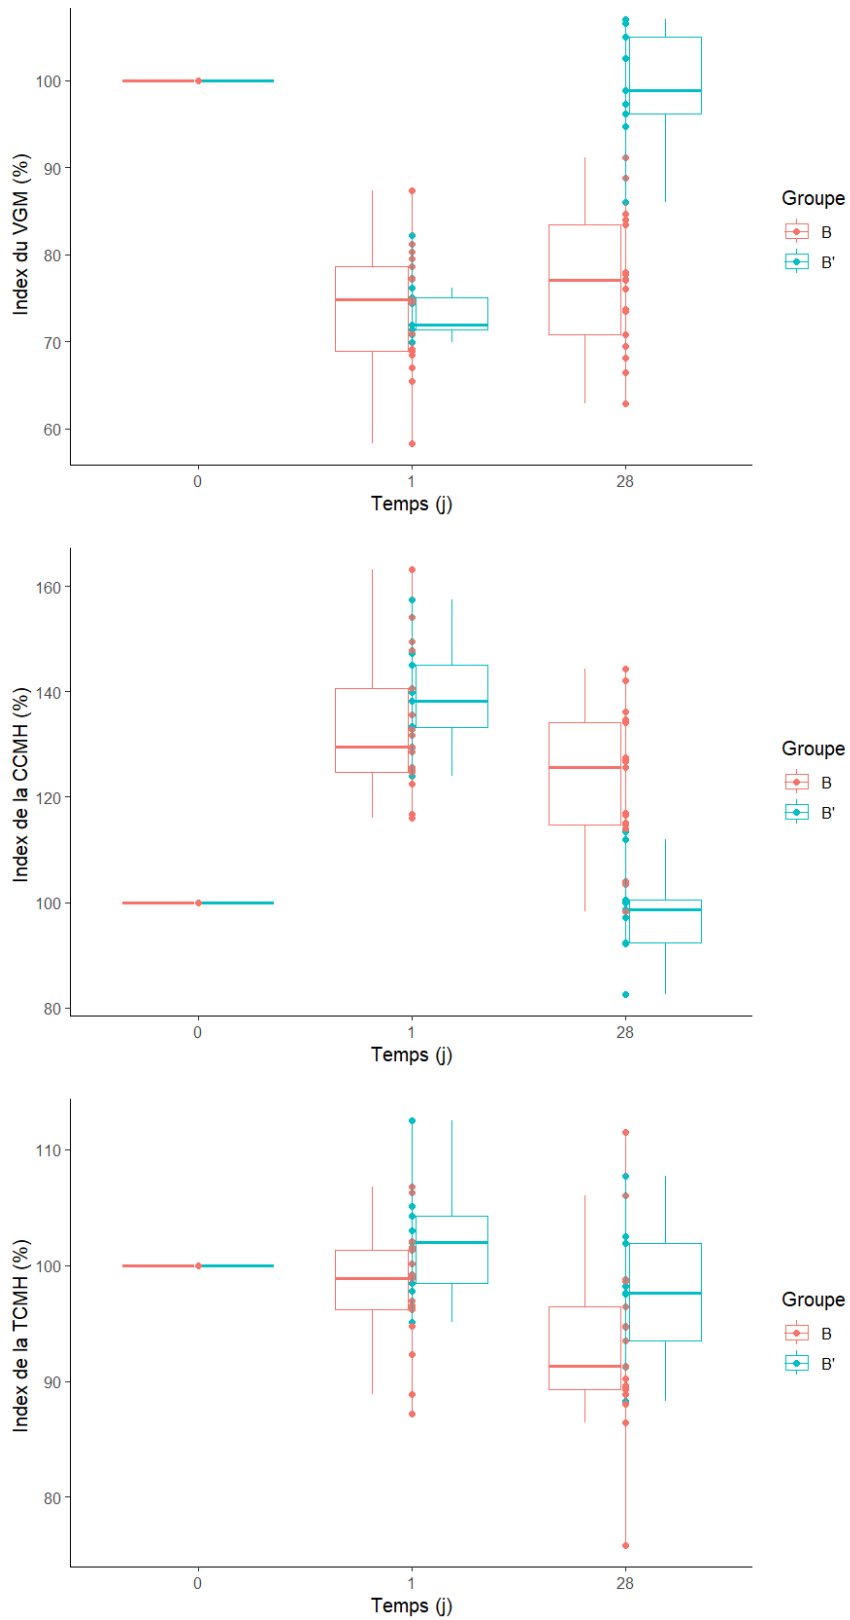 Index du VGM (%)
100
90
80
70
60
0
1
28
Temps (j)
Groupe
B
B'
Index de la CCMH (%)
160
140
120
100
80
0
1
28
Temps (j)
Groupe
B
B'
Index de la TCMH (%)
110
100
90
80
0
1
28
Temps (j)
Groupe
B
B'